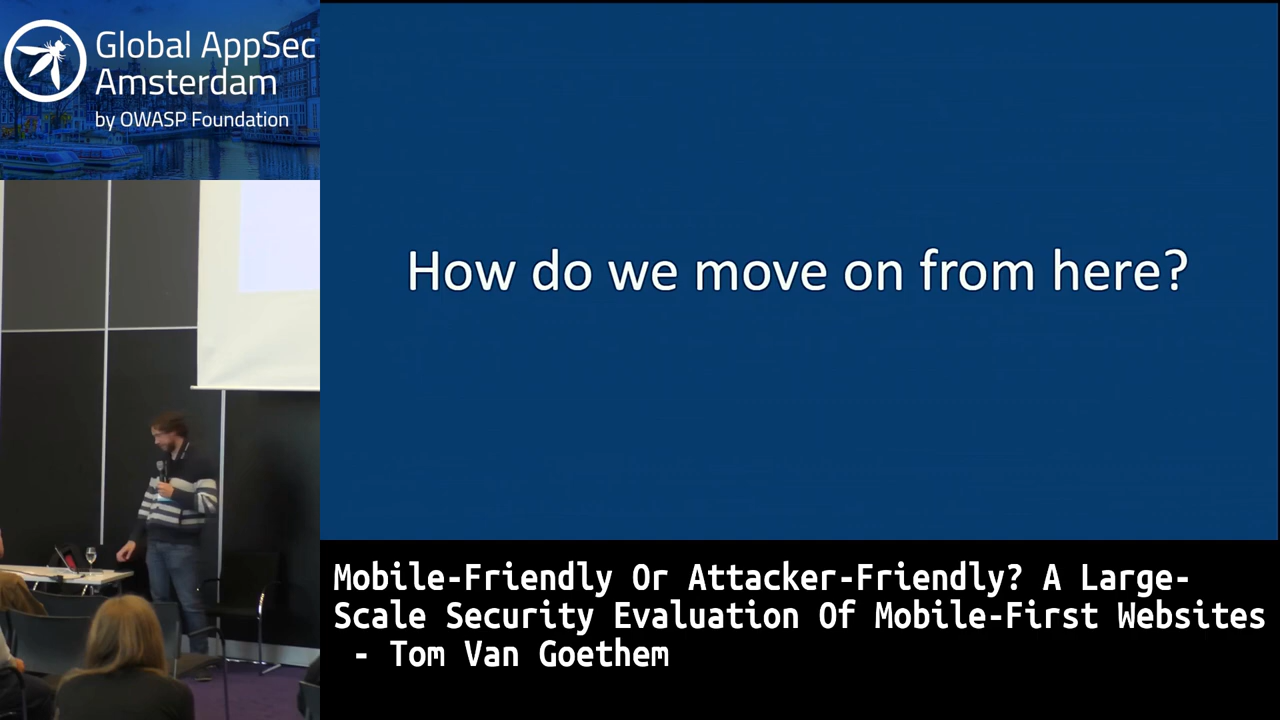 Global AppSec
Amsterdam
by OWASP Foundation
How do we move on from here?
Mobile-Friendly Or Attacker-Friendly? A Large-
Scale Security Evaluation Of Mobile-First Websites
- Tom Van Goethem